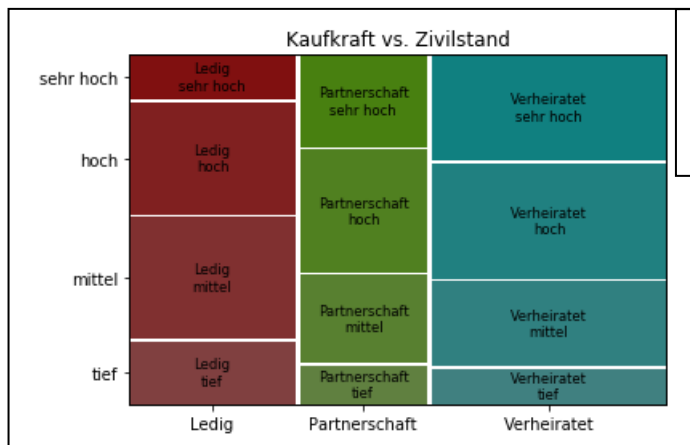 Kaufkraft vs. Zivilstand
sehr hoch
hoch
mittel
tief
Ledig
sehr hoch
Ledig
hoch
Ledig
mittel
Ledig
tief
Partnerschaft
sehr hoch
Partnerschaft
hoch
Partnerschaft
mittel
Partnerschaft
tief
Verheiratet
sehr hoch
Verheiratet
hoch
Verheiratet
mittel
Verheiratet
tief
Ledig
Partnerschaft
Verheiratet